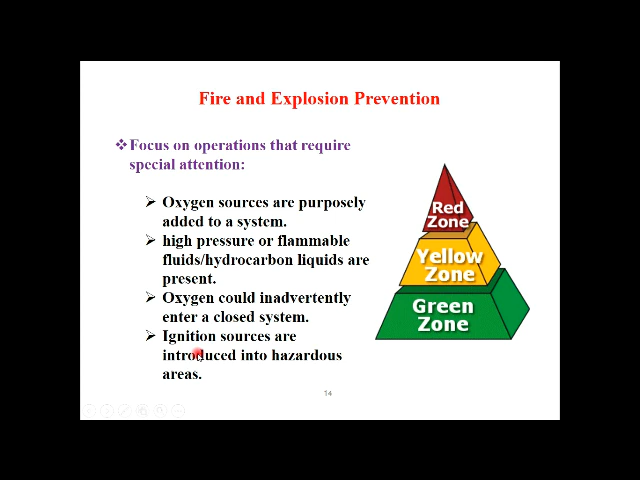 Fire and Explosion Prevention
❖Focus on operations that require
special attention:
➢ Oxygen sources are purposely
added to a system.
➢ high pressure or flammable
fluids/hydrocarbon liquids are
present.
➢ Oxygen could inadvertently
enter a closed system.
➢ Ignition sources are
introduced into hazardous
areas.
Red
Zone
Yellow
Zone
Green
Zone
14